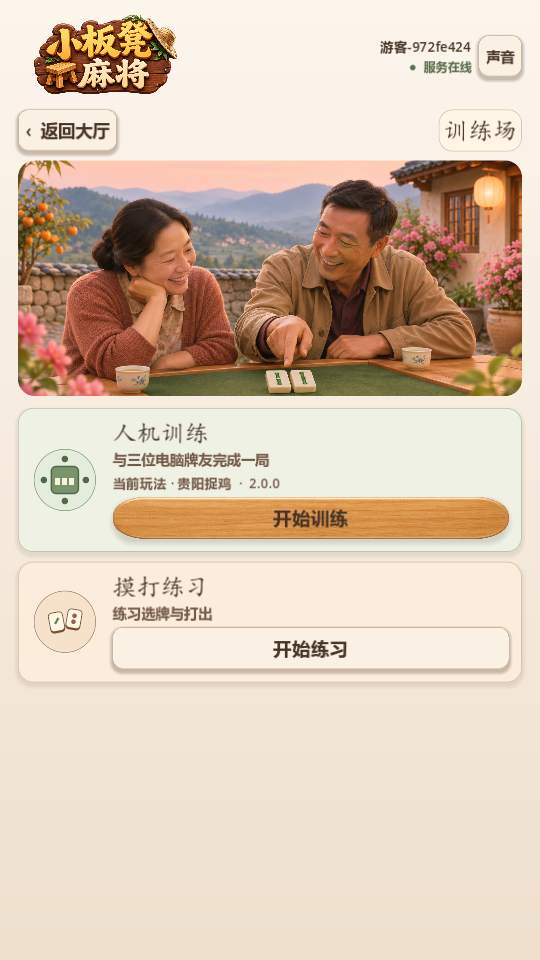 小板凳
麻将
游客-972fe424
• 服务在线
声音
‹ 返回大厅
训练场
人机训练
与三位电脑牌友完成一局
当前玩法 · 贵阳捉鸡 · 2.0.0
开始训练
摸打练习
练习选牌与打出
开始练习